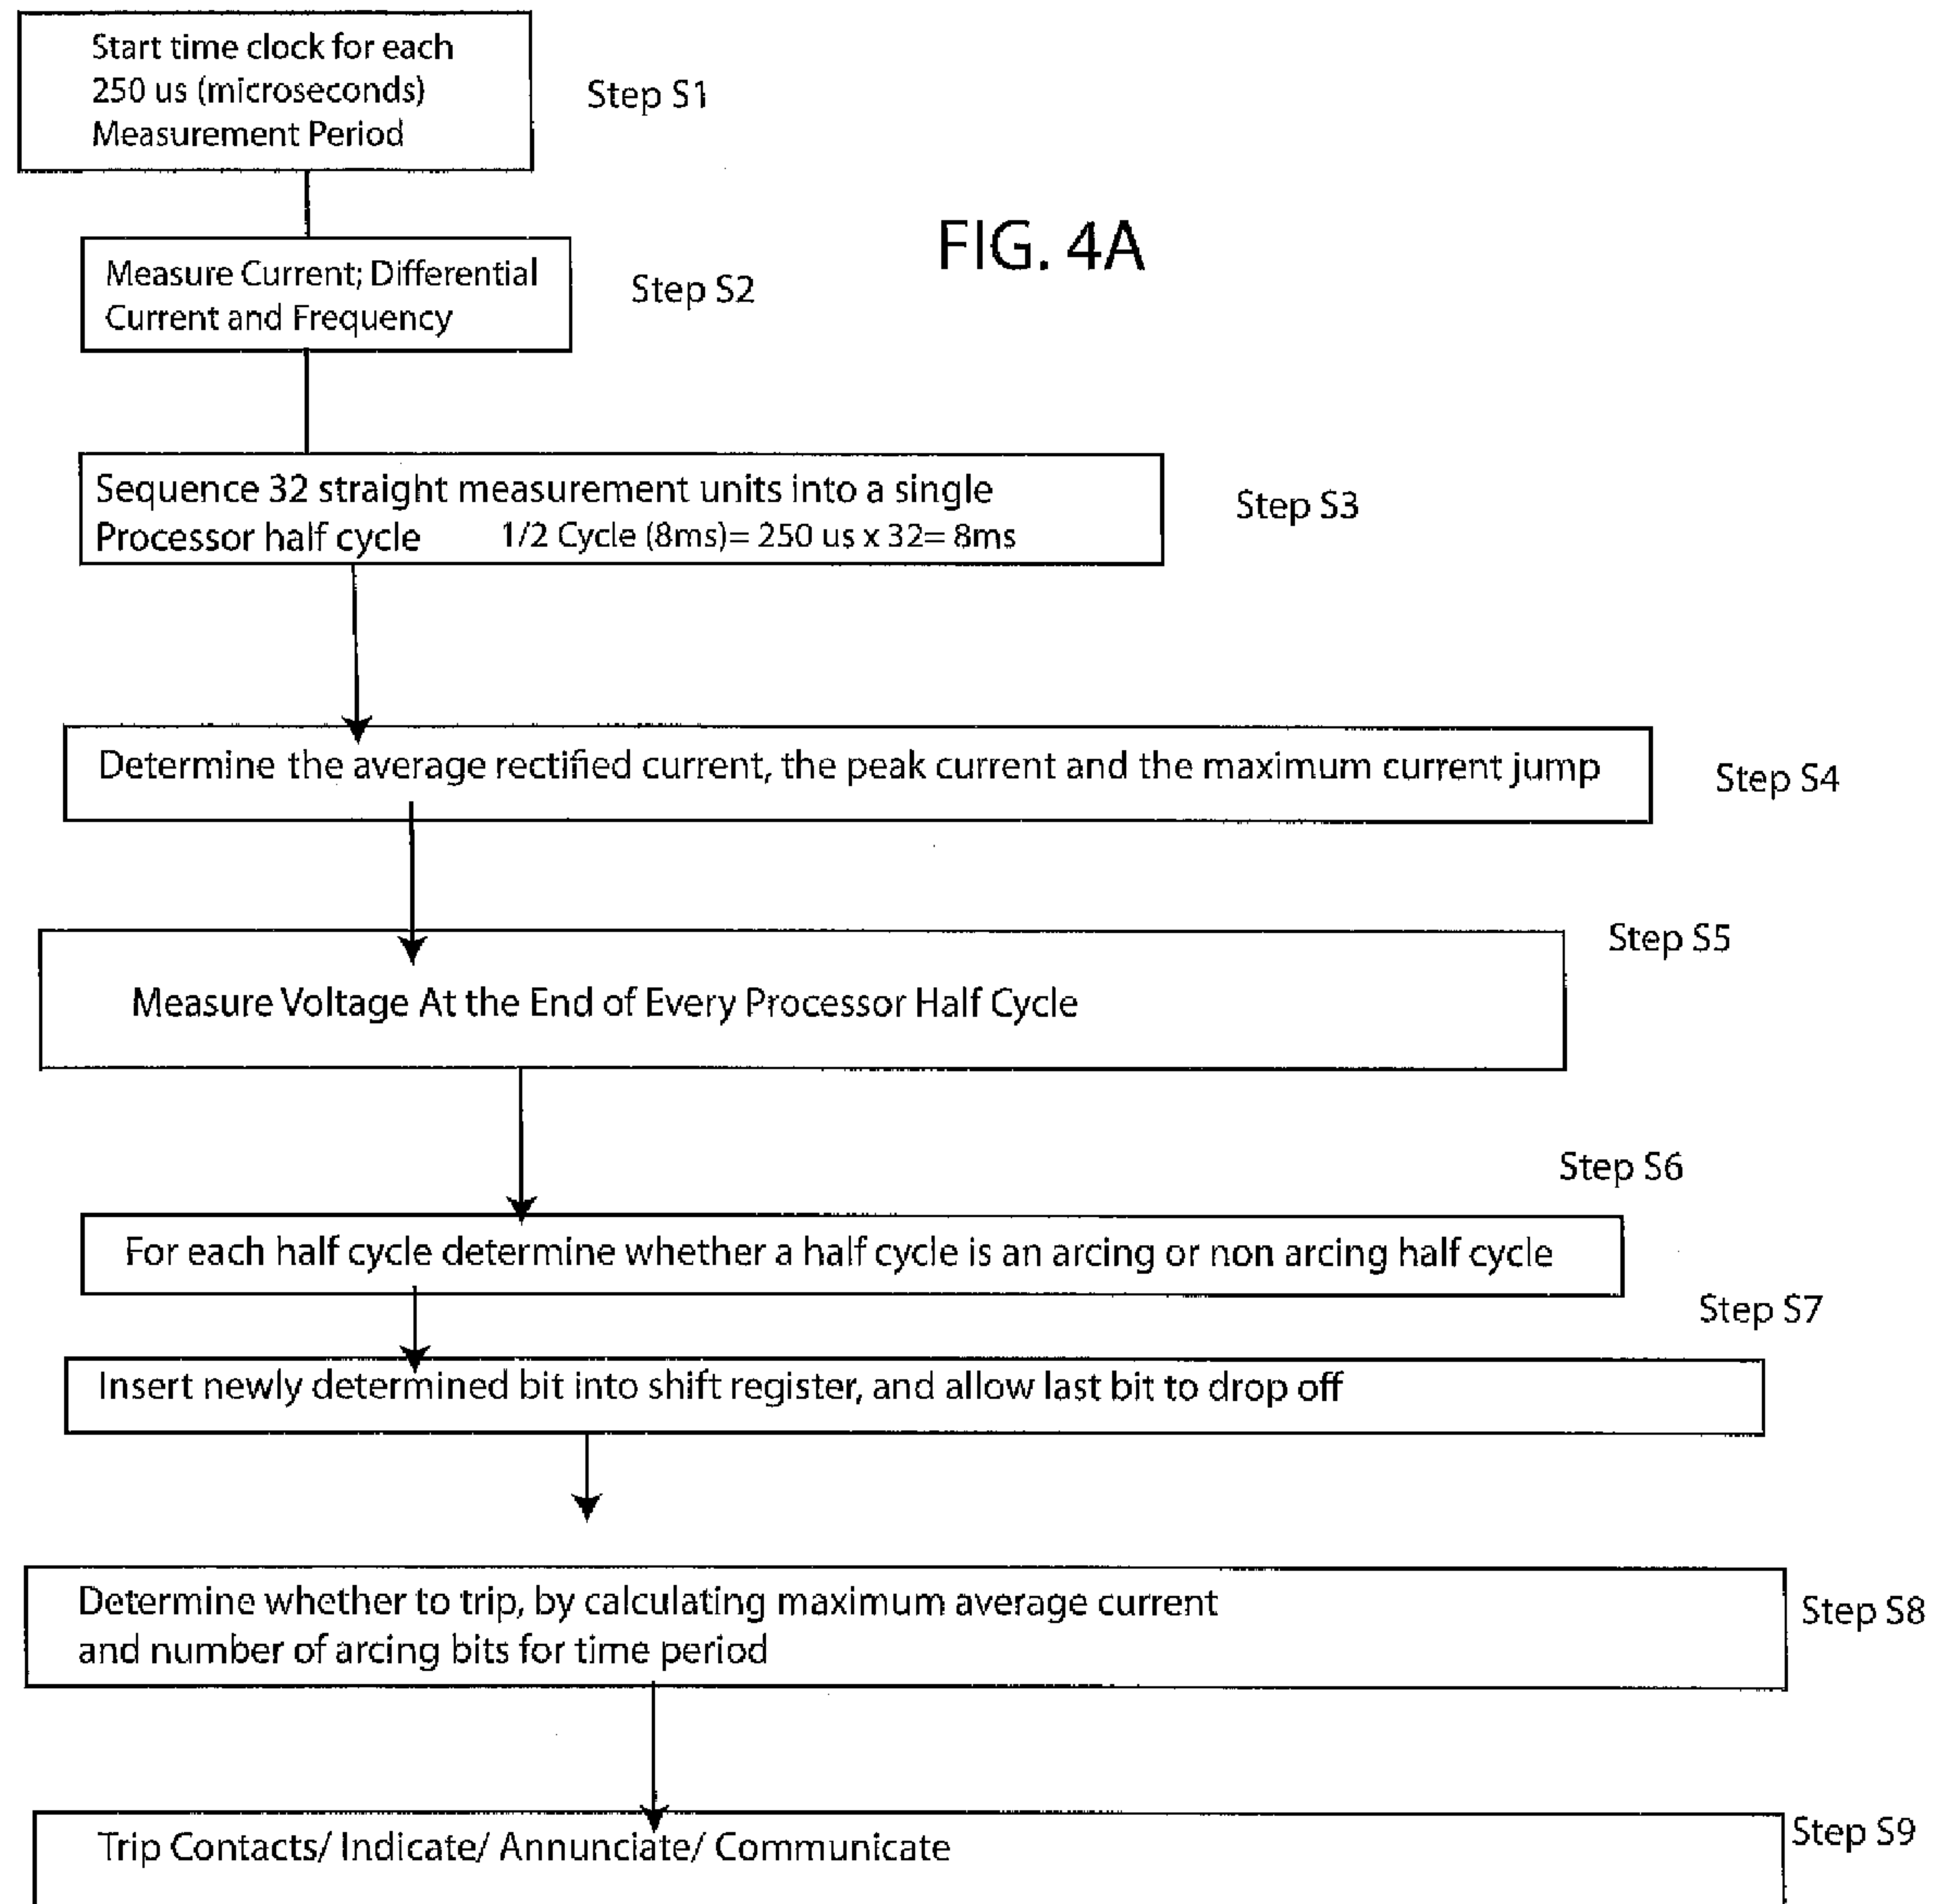 Start time clock for each
250 us (microseconds)
Measurement Period
Step S1
FIG. 4A
Measure Current; Differential
Current and Frequency
Step S2
Sequence 32 straight measurement units into a single
Processor half cycle 1/2 Cycle (8ms)= 250 us x 32= 8ms
Step S3
Determine the average rectified current, the peak current and the maximum current jump
Step S4
Step S5
Measure Voltage At the End of Every Processor Half Cycle
Step S6
For each half cycle determine whether a half cycle is an arcing or non arcing half cycle
Step S7
Insert newly determined bit into shift register, and allow last bit to drop off
Determine whether to trip, by calculating maximum average current
and number of arcing bits for time period
Step S8
Trip Contacts/ Indicate/ Annunciate/ Communicate
Step S9